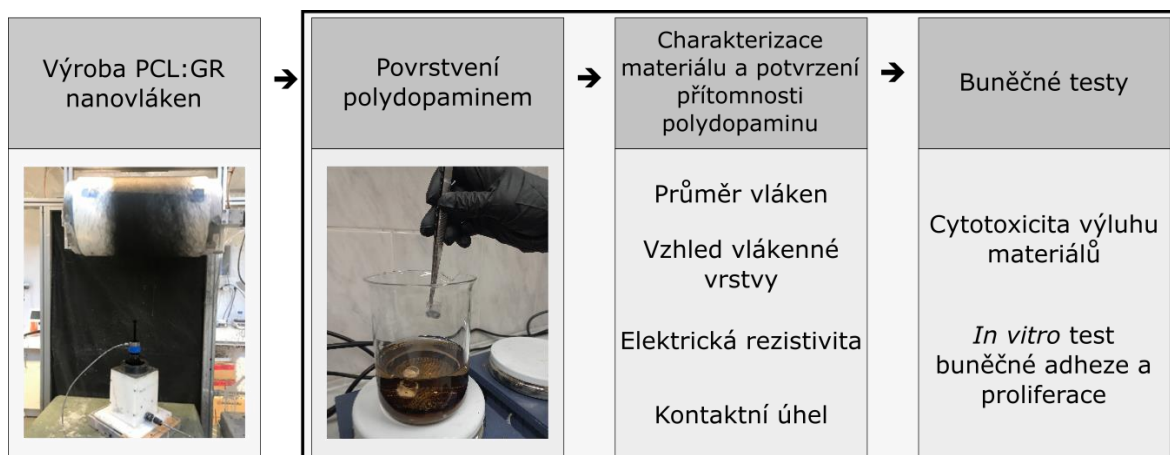 Výroba PCL:GR
nanovláken
➔
Povrstvení
polydopaminem
➔
Charakterizace
materiálu a potvrzení
přítomnosti
polydopaminu
➔
Buněčné testy
Průměr vláken
Vzhled vlákenné
vrstvy
Elektrická rezistivita
Kontaktní úhel
Cytotoxicita výluhu
materiálů
In vitro test
buněčné adheze a
proliferace